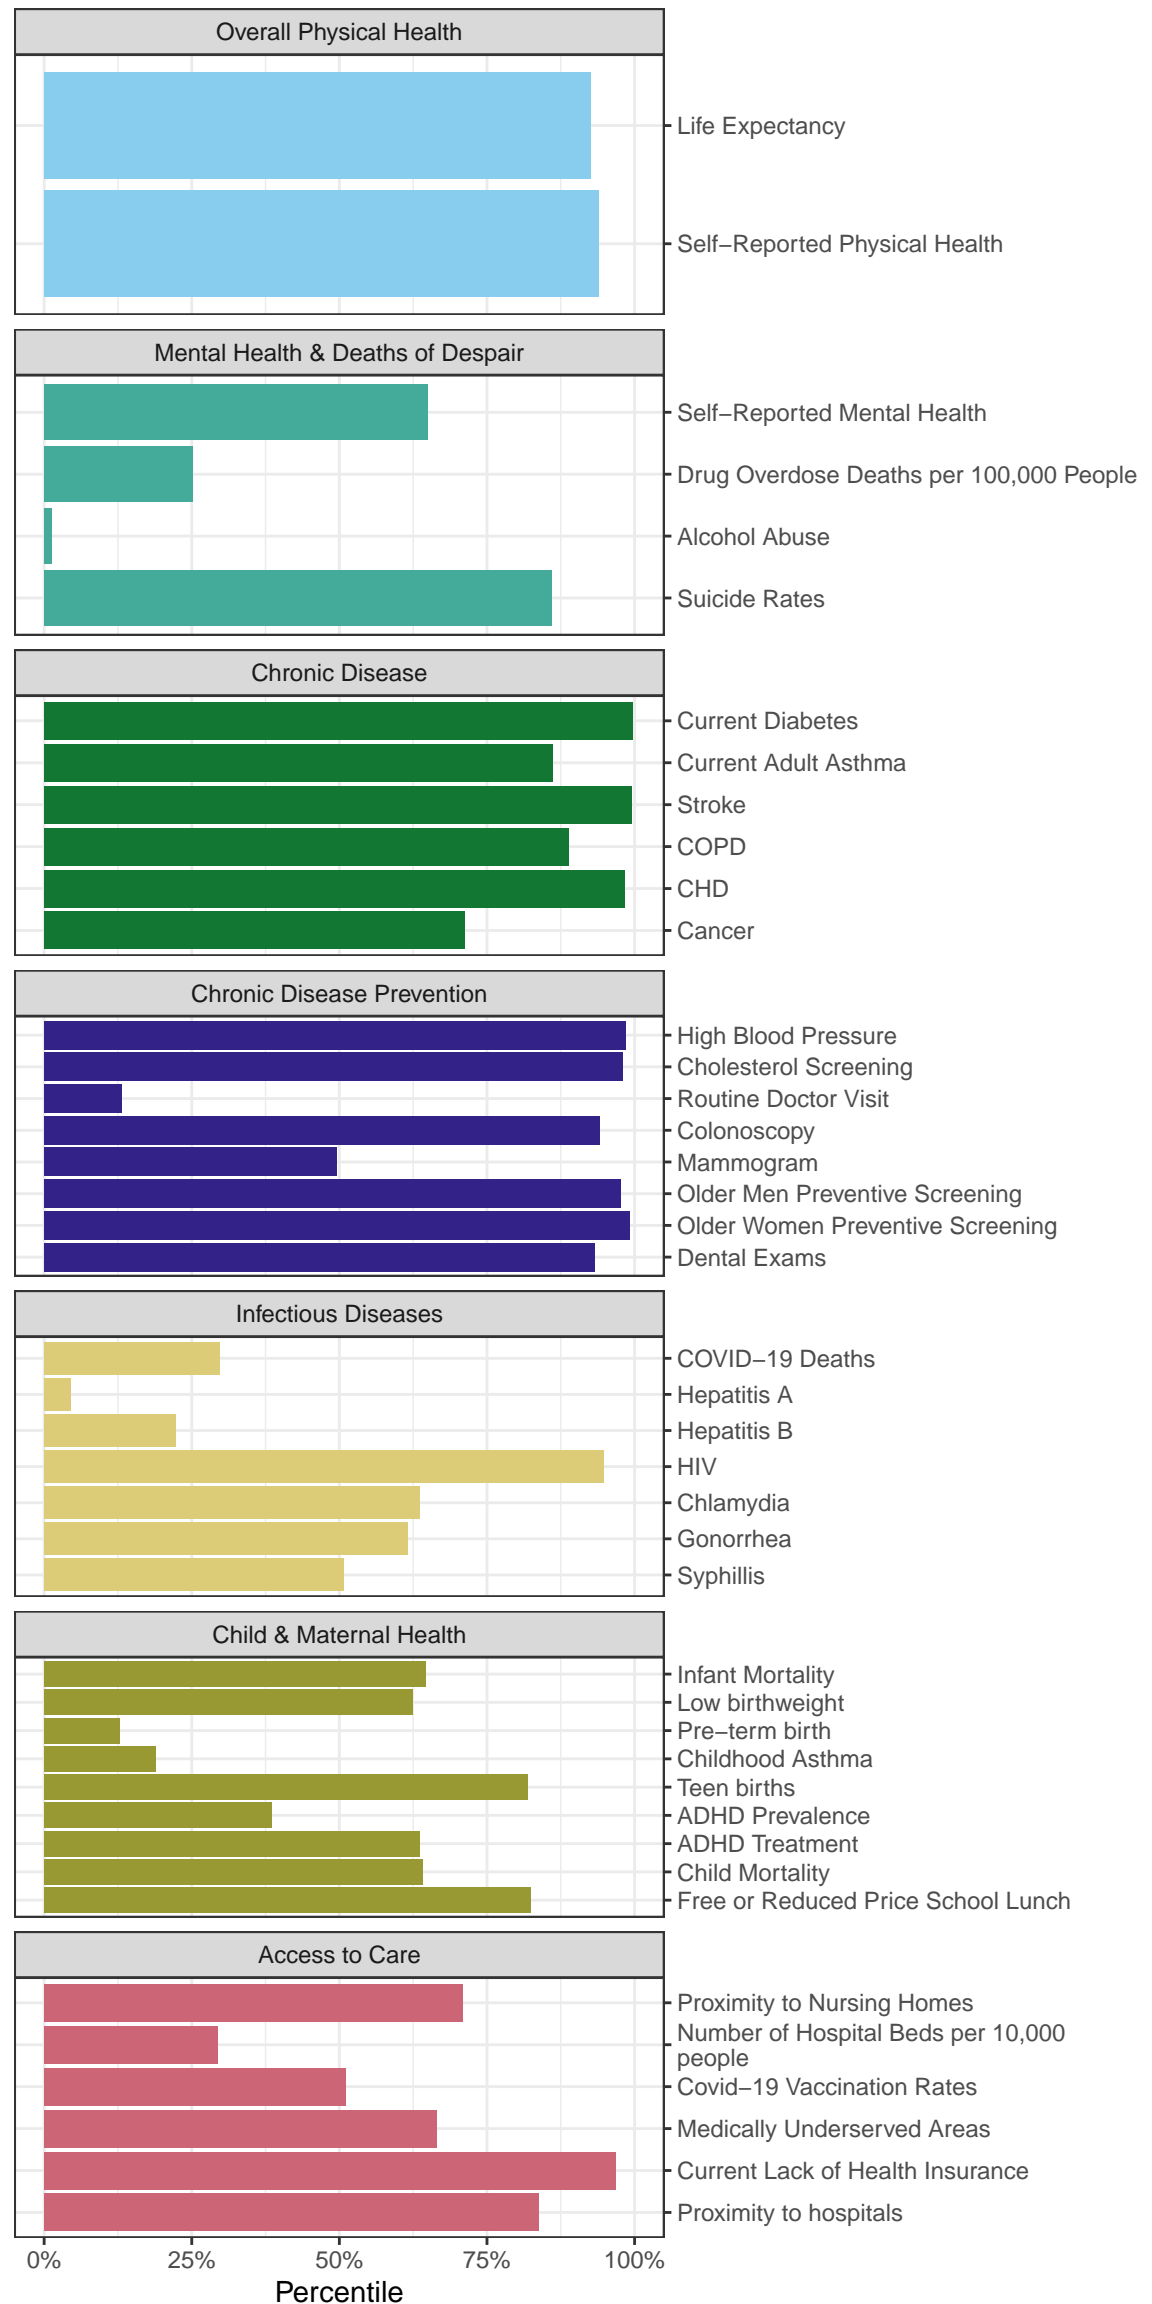 Overall Physical Health
Life Expectancy
Self−Reported Physical Health
Mental Health & Deaths of Despair
Self−Reported Mental Health
Drug Overdose Deaths per 100,000 People
Alcohol Abuse
Suicide Rates
Chronic Disease
Current Diabetes
Current Adult Asthma
Stroke
COPD
CHD
Cancer
Chronic Disease Prevention
High Blood Pressure
Cholesterol Screening
Routine Doctor Visit
Colonoscopy
Mammogram
Older Men Preventive Screening
Older Women Preventive Screening
Dental Exams
Infectious Diseases
COVID−19 Deaths
Hepatitis A
Hepatitis B
HIV
Chlamydia
Gonorrhea
Syphillis
Child & Maternal Health
Infant Mortality
Low birthweight
Pre−term birth
Childhood Asthma
Teen births
ADHD Prevalence
ADHD Treatment
Child Mortality
Free or Reduced Price School Lunch
Access to Care
Proximity to Nursing Homes
Number of Hospital Beds per 10,000
people
Covid−19 Vaccination Rates
Medically Underserved Areas
Current Lack of Health Insurance
Proximity to hospitals
0% 25% 50% 75% 100%
Percentile